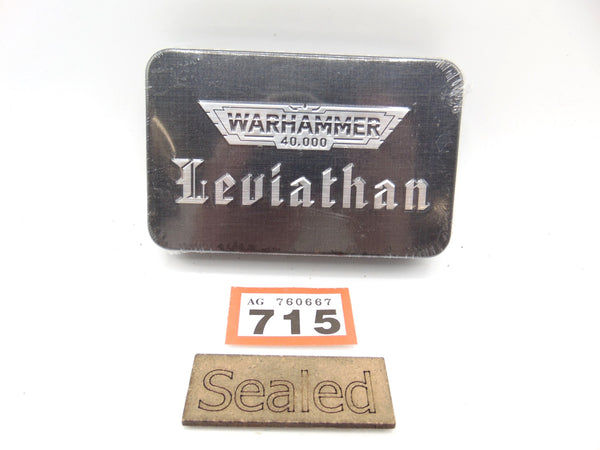 WARHAMMER
40,000
Leviathan
AG 760667
715
Sealed